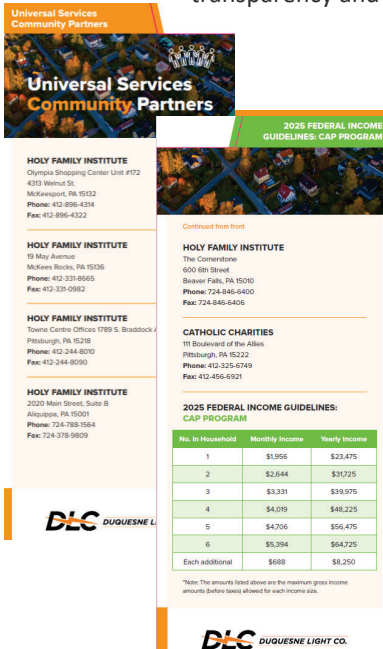 transparency and
Universal Services
Community Partners
Universal Services
Community Partners
HOLY FAMILY INSTITUTE
Olympia Shopping Center Unit #172
4313 Walnut St.
McKeesport, PA 15132
Phone: 412-896-4314
Fax: 412-896-4322
HOLY FAMILY INSTITUTE
19 May Avenue
McKees Rocks, PA 15136
Phone: 412-331-8665
Fax: 412-331-0982
HOLY FAMILY INSTITUTE
Towne Centre Offices 1789 S. Braddock
Pittsburgh, PA 15218
Phone: 412-244-8010
Fax: 412-244-8090
HOLY FAMILY INSTITUTE
2020 Main Street, Suite B
Aliquippa, PA 15001
Phone: 724-788-1564
Fax: 724-378-9809
DLC DUQUESNE
2025 FEDERAL INCOME
GUIDELINES: CAP PROGRAM
Continued from front
HOLY FAMILY INSTITUTE
The Cornerstone
600 6th Street
Beaver Falls, PA 15010
Phone: 724-846-6400
Fax: 724-846-6406
CATHOLIC CHARITIES
111 Boulevard of the Allies
Pittsburgh, PA 15222
Phone: 412-325-6749
Fax: 412-456-6921
2025 FEDERAL INCOME GUIDELINES:
CAP PROGRAM
No. In Household Monthly Income Yearly Income
1 $1,956 $23,475
2 $2,644 $31,725
3 $3,331 $39,975
4 $4,019 $48,225
5 $4,706 $56,475
6 $5,394 $64,725
Each additional $688 $8,250
*Note: The amounts listed above are the maximum gross income
amounts (before taxes) allowed for each income size.
DLC DUQUESNE LIGHT CO.